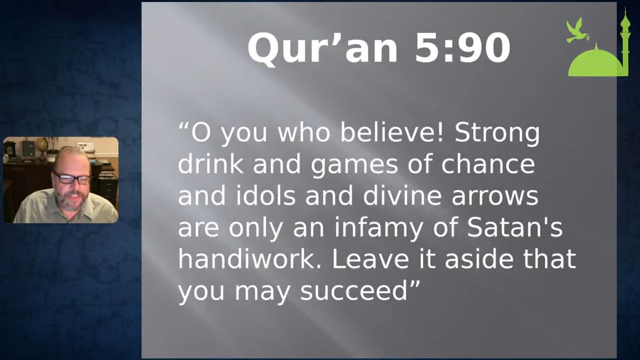 Qur’an 5:90
“O you who believe! Strong
drink and games of chance
and idols and divine arrows
are only an infamy of Satan's
handiwork. Leave it aside that
you may succeed”